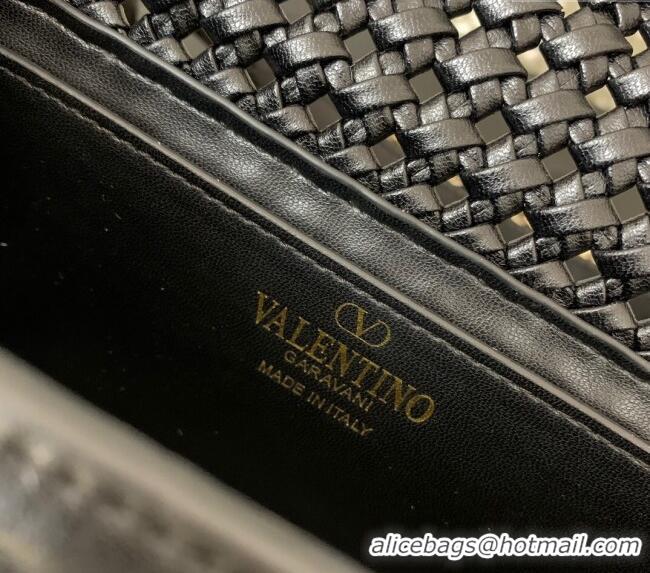 VALENTINO
GARAVANI
MADE IN ITALY
alicebags@hotmail.com